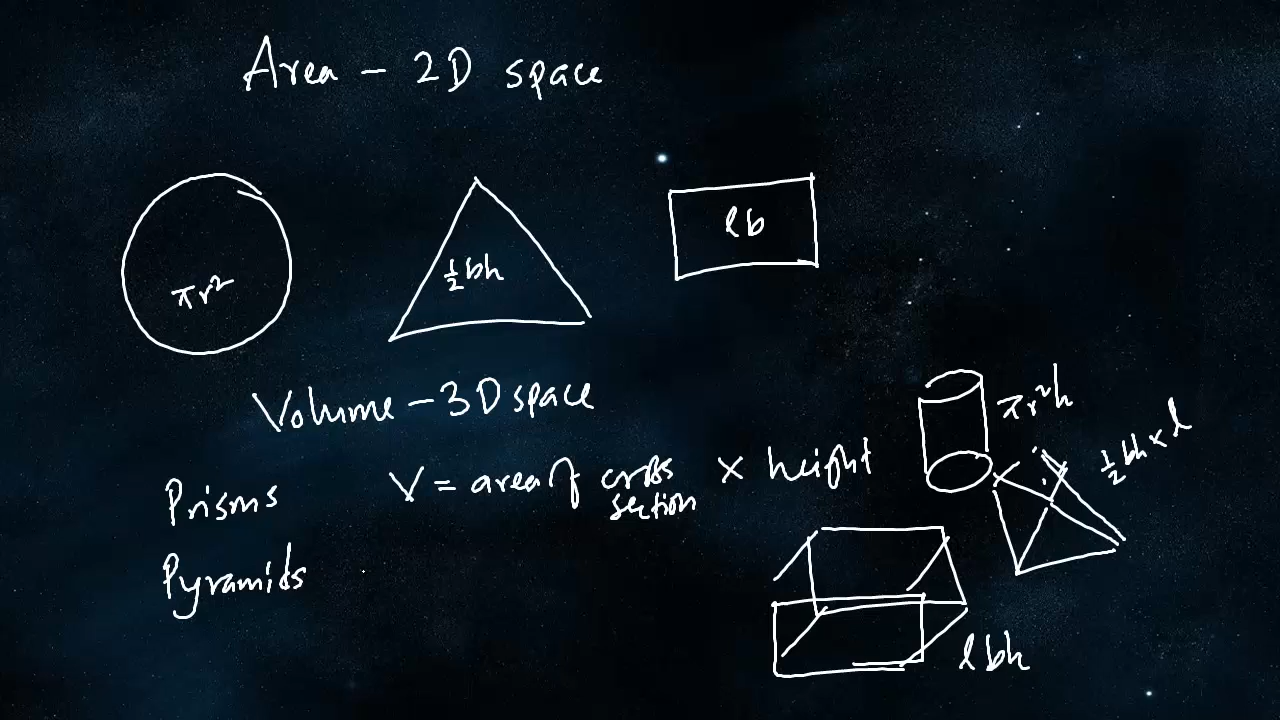 Area – 2D space
πr²
½bh
lb
Volume – 3D space
πr²h
½bh × l
Prisms
V = area of cross section × height
Pyramids
lbh